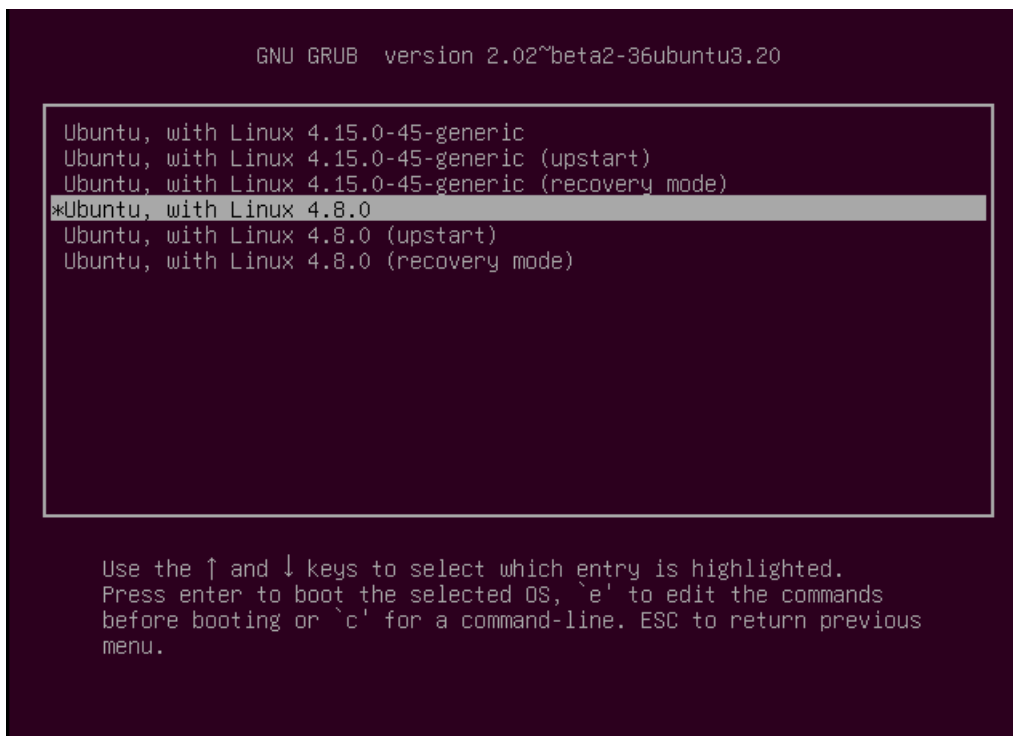 GNU GRUB  version 2.02~beta2-36ubuntu3.20
Ubuntu, with Linux 4.15.0-45-generic
Ubuntu, with Linux 4.15.0-45-generic (upstart)
Ubuntu, with Linux 4.15.0-45-generic (recovery mode)
*Ubuntu, with Linux 4.8.0
Ubuntu, with Linux 4.8.0 (upstart)
Ubuntu, with Linux 4.8.0 (recovery mode)
Use the ↑ and ↓ keys to select which entry is highlighted.
Press enter to boot the selected OS, `e' to edit the commands
before booting or `c' for a command-line. ESC to return previous
menu.